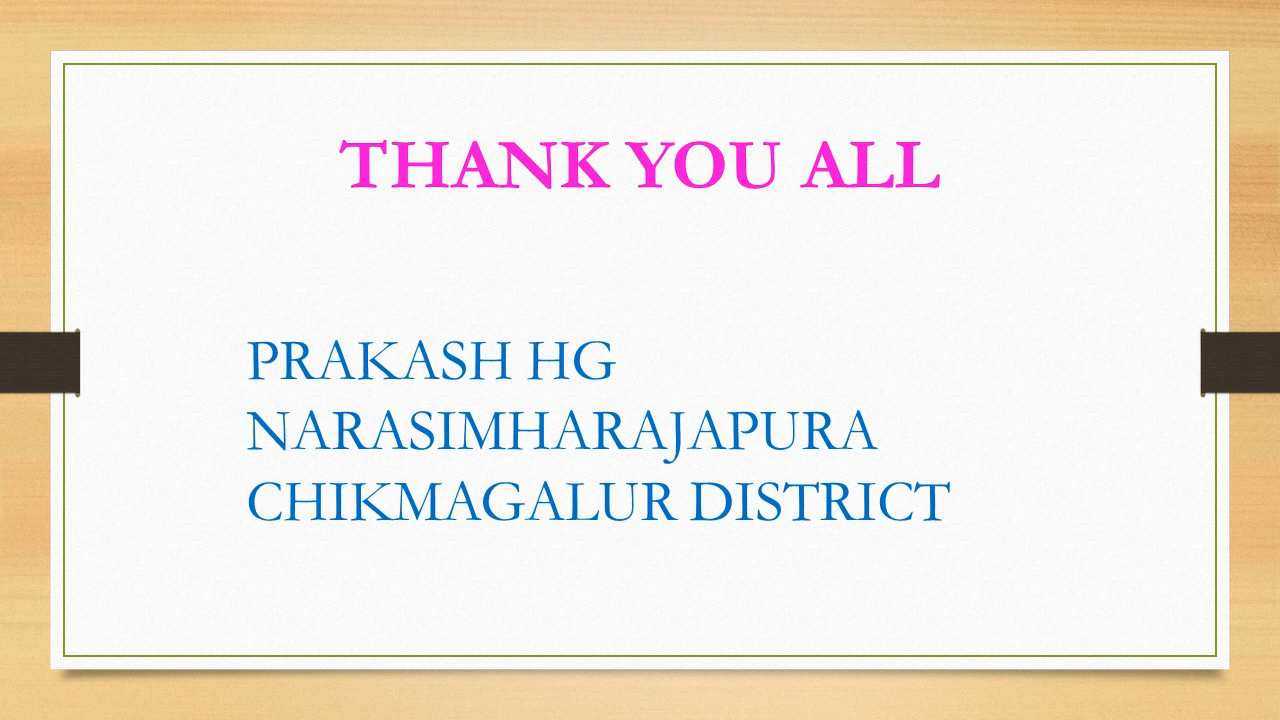 THANK YOU ALL
PRAKASH HG
NARASIMHARAJAPURA
CHIKMAGALUR DISTRICT